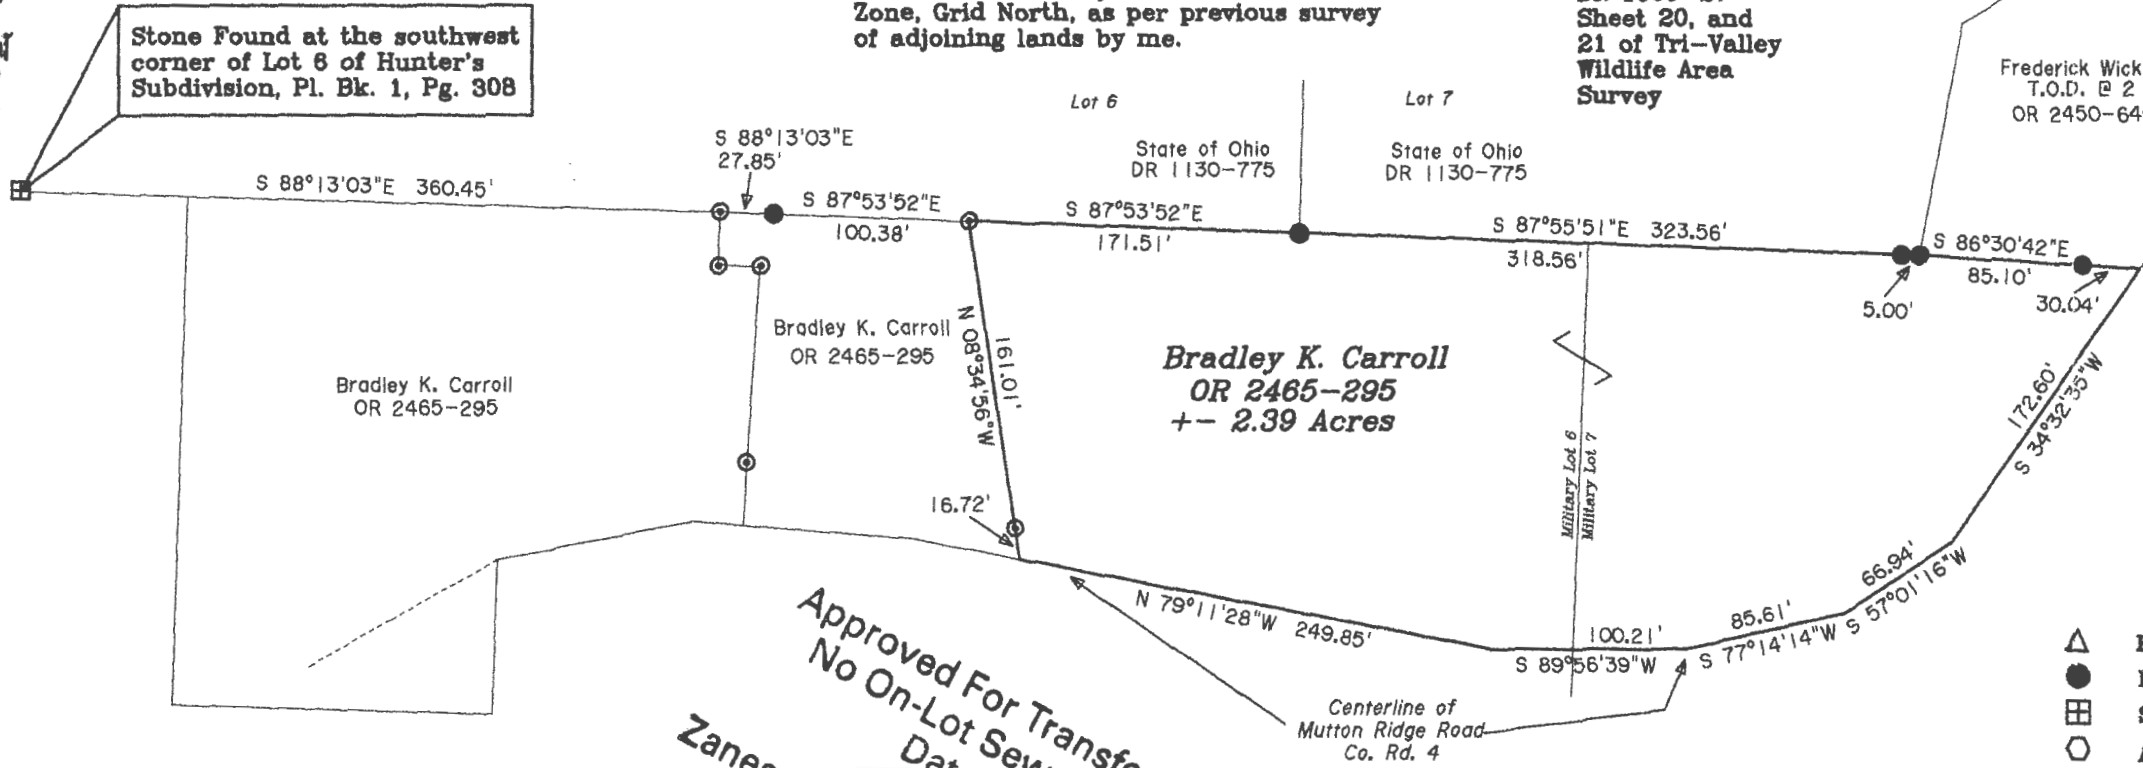 Stone Found at the southwest
corner of Lot 6 of Hunter's
Subdivision, Pl. Bk. 1, Pg. 308
Zone, Grid North, as per previous survey
of adjoining lands by me.
Sheet 20, and
21 of Tri-Valley
Wildlife Area
Survey
Frederick Wick
T.O.D. @ 2
OR 2450-64
Lot 6
Lot 7
State of Ohio
DR 1130-775
State of Ohio
DR 1130-775
S 88°13'03"E 360.45'
S 88°13'03"E
27.85'
S 87°53'52"E
100.38'
S 87°53'52"E
171.51'
S 87°55'51"E 323.56'
318.56'
5.00'
S 86°30'42"E
85.10'
30.04'
Bradley K. Carroll
OR 2465-295
Bradley K. Carroll
OR 2465-295
161.01'
N 08°34'56"W
16.72'
Bradley K. Carroll
OR 2465-295
+- 2.39 Acres
Military Lot 6
Military Lot 7
172.60'
S 34°32'35"W
66.94'
S 57°01'16"W
85.61'
S 77°14'14"W
100.21'
S 89°56'39"W
N 79°11'28"W 249.85'
Centerline of
Mutton Ridge Road
Co. Rd. 4
Approved For Transfe
No On-Lot Sew
Dat
Zanes